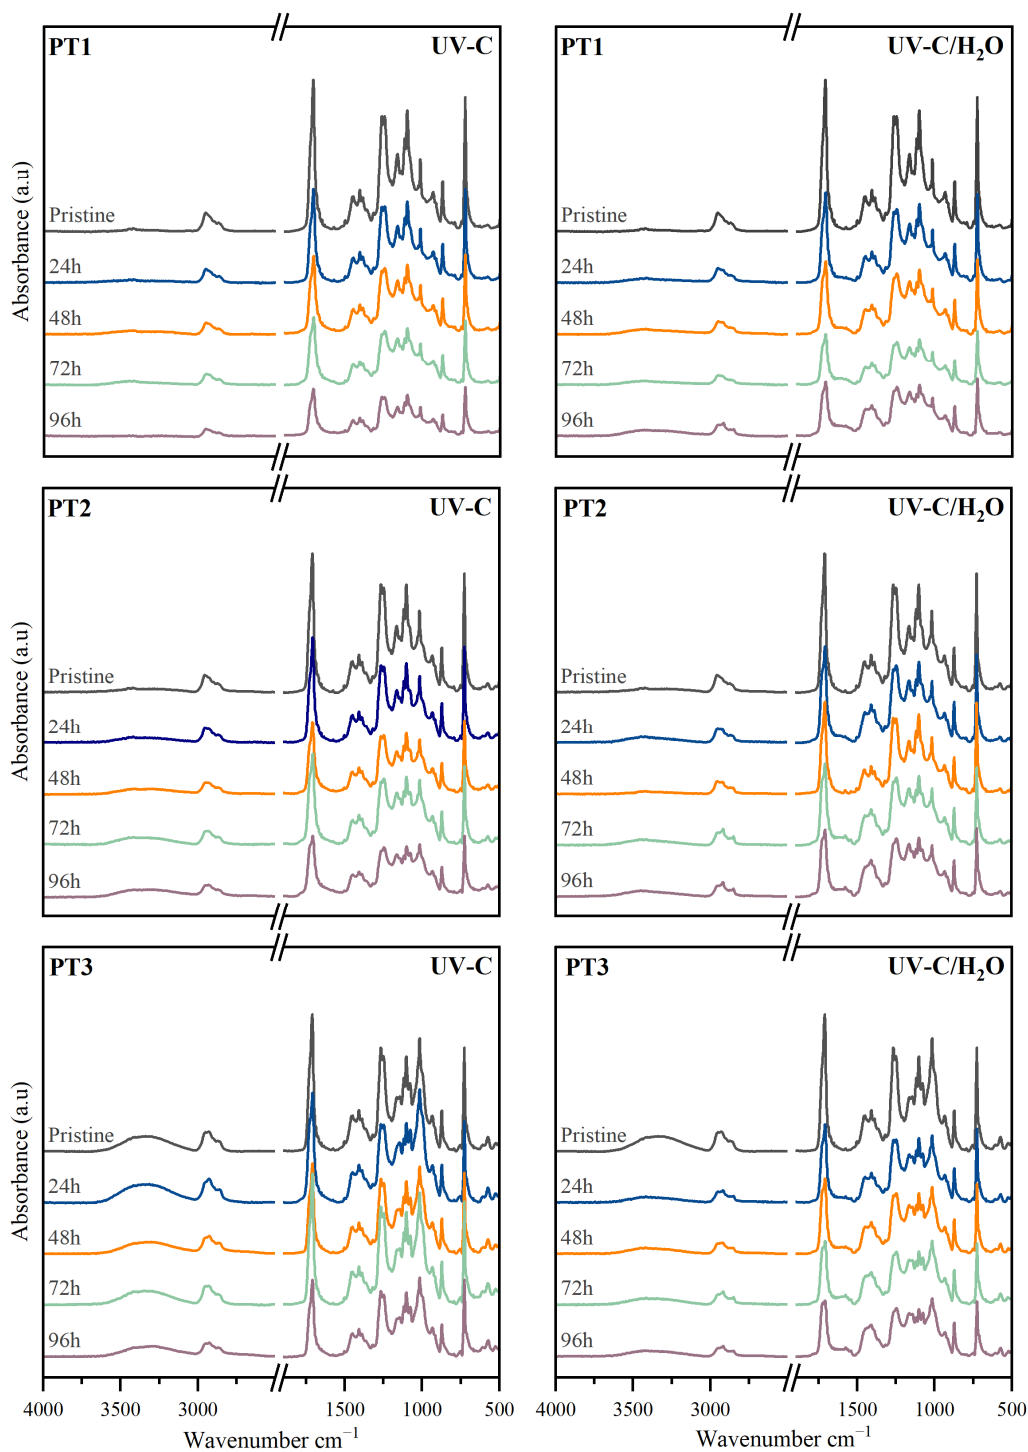 PT1 UV-C
Absorbance (a.u)
Pristine
24h
48h
72h
96h
PT1 UV-C/H₂O
Pristine
24h
48h
72h
96h
PT2 UV-C
Absorbance (a.u)
Pristine
24h
48h
72h
96h
PT2 UV-C/H₂O
Pristine
24h
48h
72h
96h
PT3 UV-C
Absorbance (a.u)
Pristine
24h
48h
72h
96h
4000 3000 1500 1000 500
Wavenumber cm⁻¹
PT3 UV-C/H₂O
Pristine
24h
48h
72h
96h
4000 3000 1500 1000 500
Wavenumber cm⁻¹